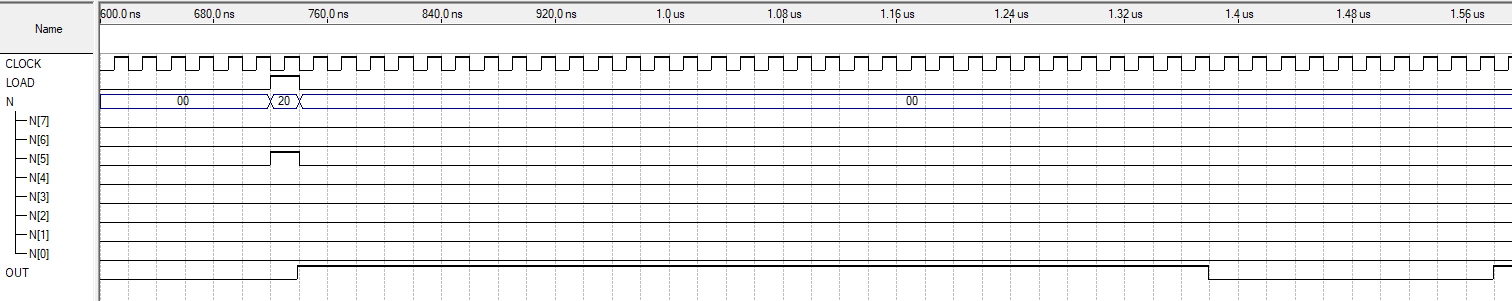 Name
600.0 ns 680.0 ns 760.0 ns 840.0 ns 920.0 ns 1.0 us 1.08 us 1.16 us 1.24 us 1.32 us 1.4 us 1.48 us 1.56 us
CLOCK
LOAD
N 00 20 00
N[7]
N[6]
N[5]
N[4]
N[3]
N[2]
N[1]
N[0]
OUT